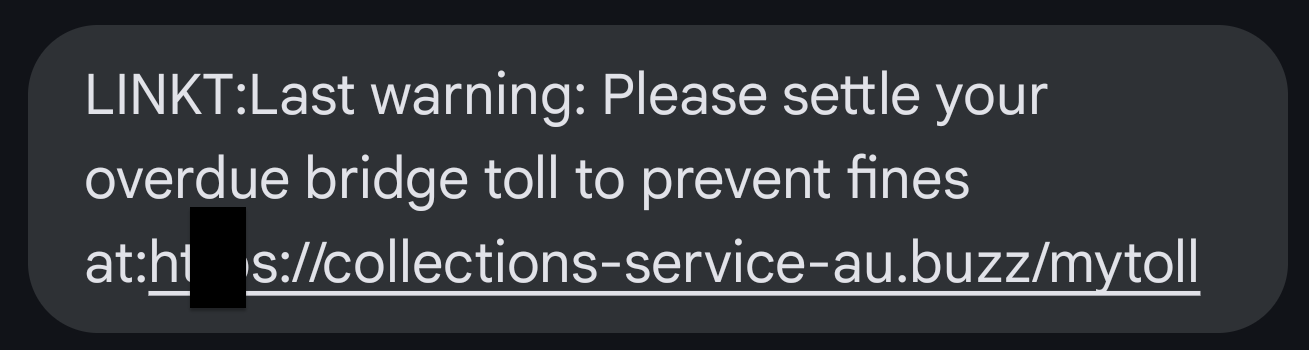 LINKT:Last warning: Please settle your
overdue bridge toll to prevent fines
at:ht s://collections-service-au.buzz/mytoll